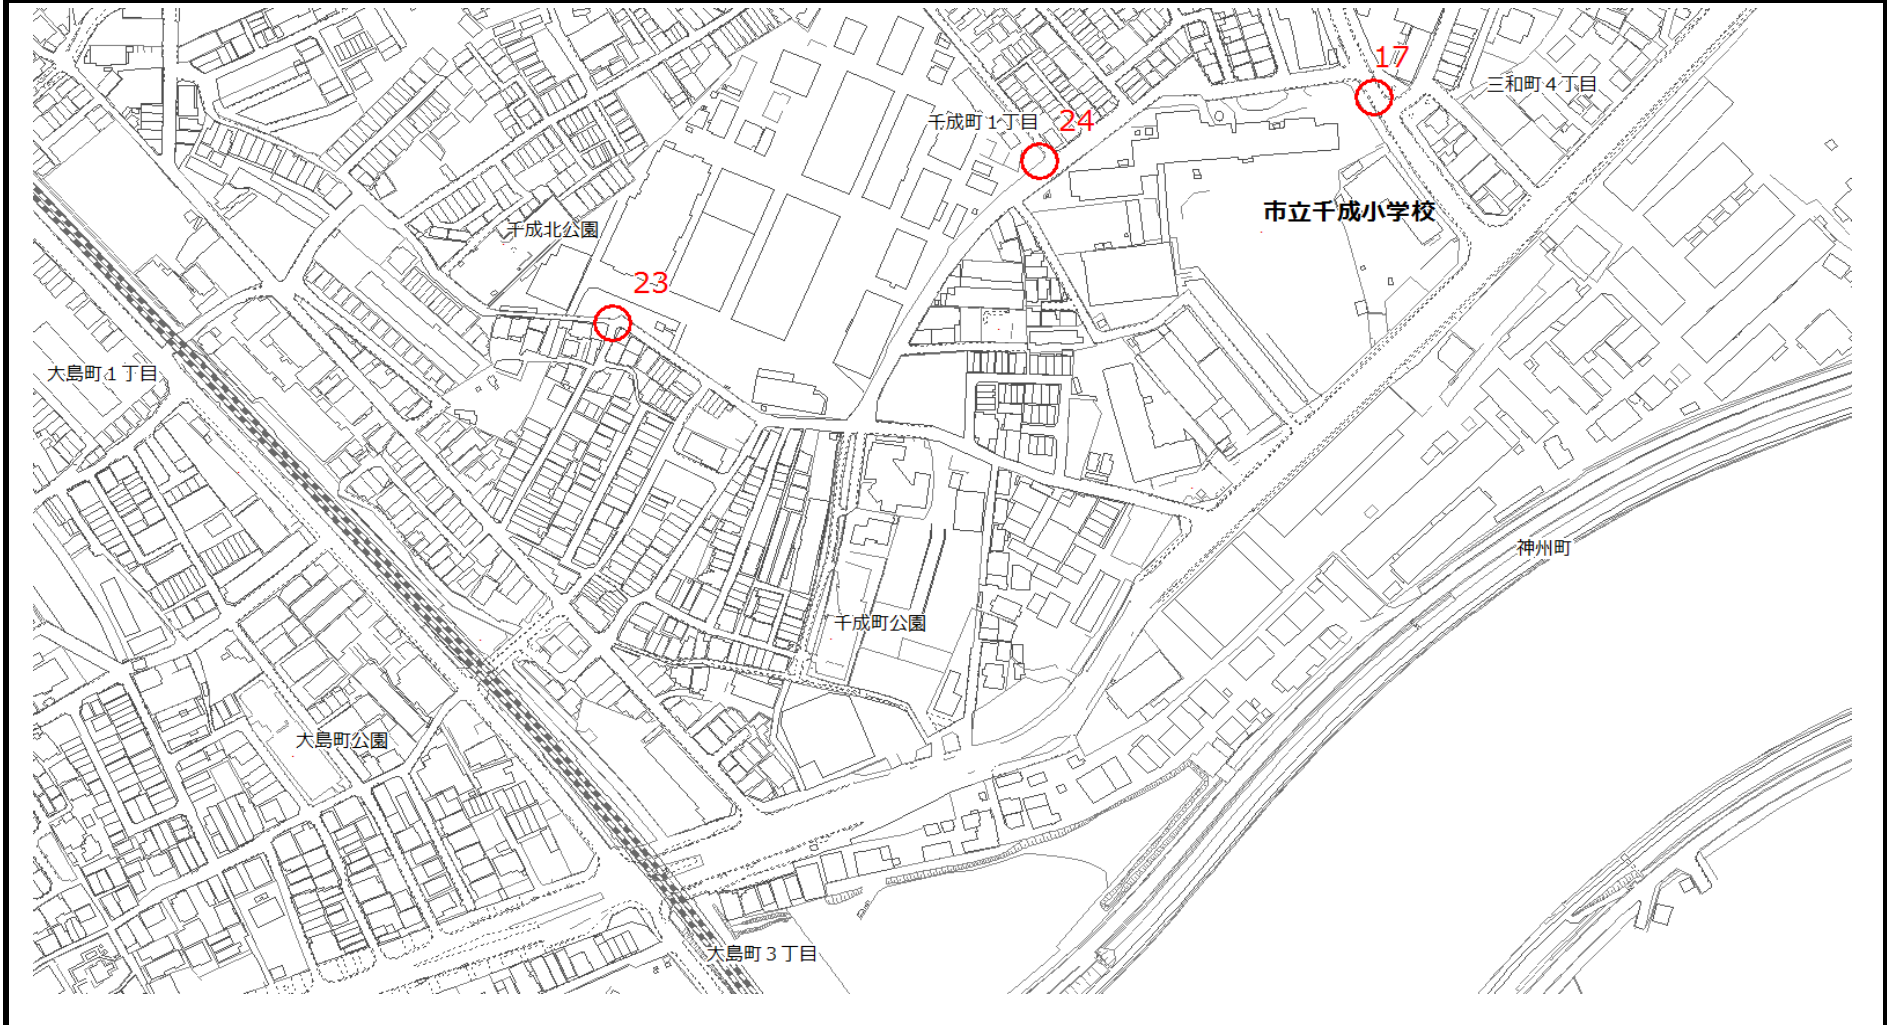 17
三和町４丁目
千成町１丁目
24
市立千成小学校
千成北公園
23
大島町１丁目
神州町
千成町公園
大島町公園
大島町３丁目